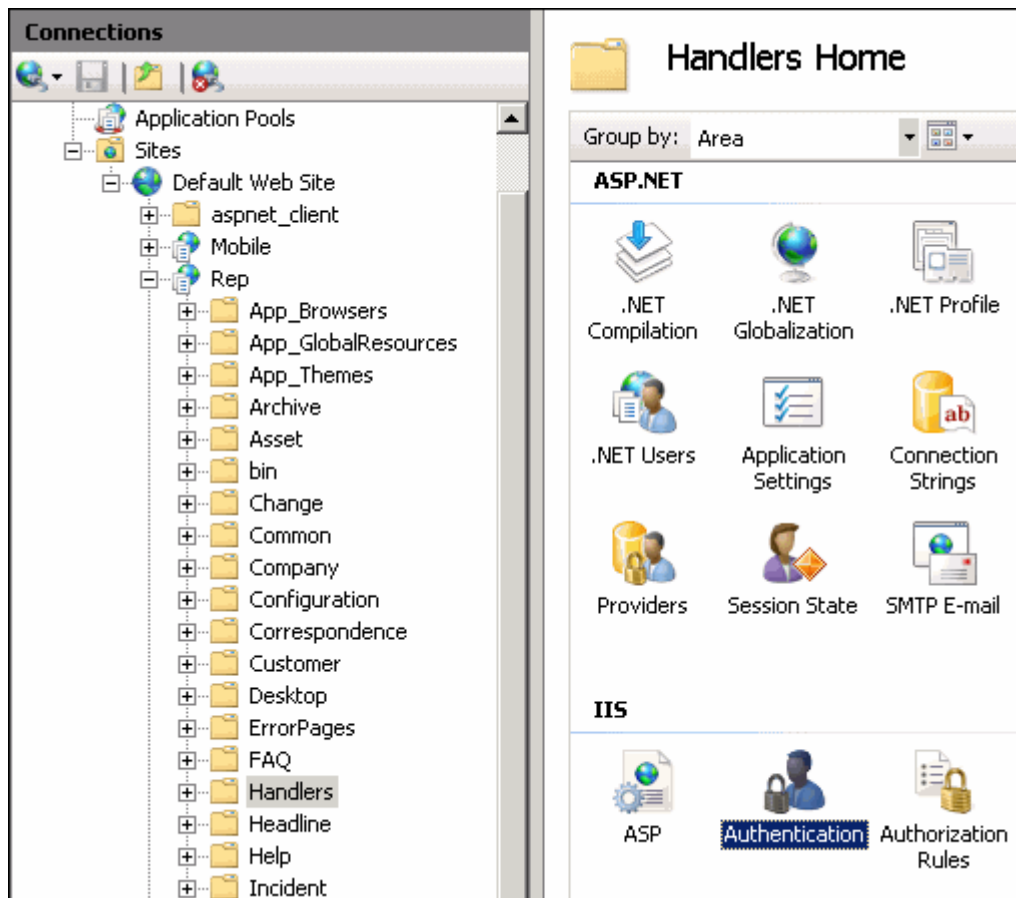 Connections
Application Pools
Sites
Default Web Site
aspnet_client
Mobile
Rep
App_Browsers
App_GlobalResources
App_Themes
Archive
Asset
bin
Change
Common
Company
Configuration
Correspondence
Customer
Desktop
ErrorPages
FAQ
Handlers
Headline
Help
Incident
Handlers Home
Group by: Area
ASP.NET
.NET
Compilation
.NET
Globalization
.NET Profile
.NET Users
Application
Settings
ab
Connection
Strings
Providers
Session State
SMTP E-mail
IIS
ASP
Authentication
Authorization
Rules